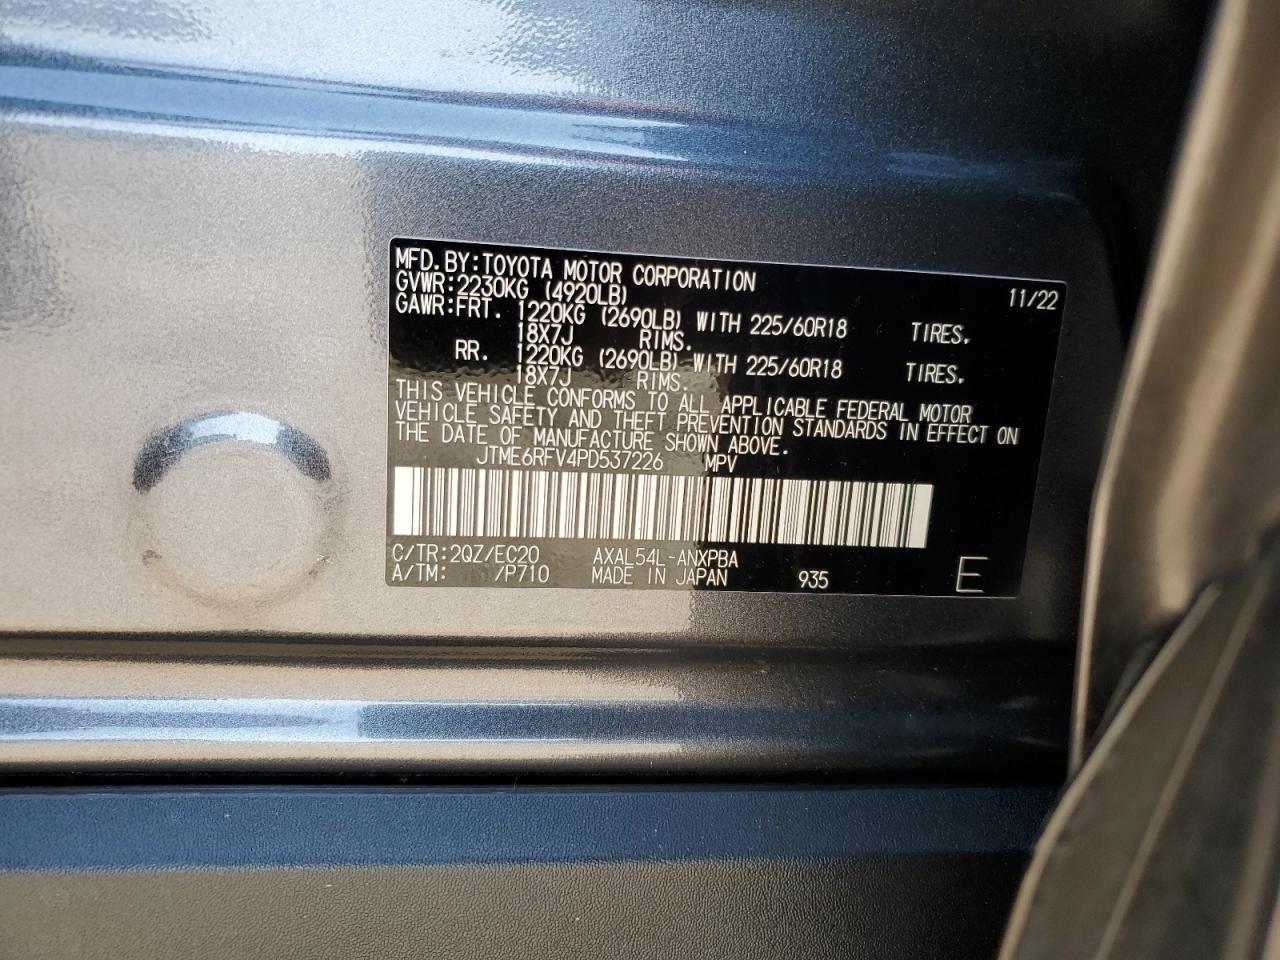 MFD. BY: TOYOTA MOTOR CORPORATION 11/22
GVWR: 2230KG (4920LB)
GAWR: FRT. 1220KG (2690LB) WITH 225/60R18 TIRES.
18X7J RIMS.
RR. 1220KG (2690LB) WITH 225/60R18 TIRES.
18X7J RIMS.
THIS VEHICLE CONFORMS TO ALL APPLICABLE FEDERAL MOTOR
VEHICLE SAFETY AND THEFT PREVENTION STANDARDS IN EFFECT ON
THE DATE OF MANUFACTURE SHOWN ABOVE.
JTME6RFV4PD537226 MPV
C/TR: 2QZ/EC20 AXAL54L-ANXPBA
A/TM: /P710 MADE IN JAPAN 935 E